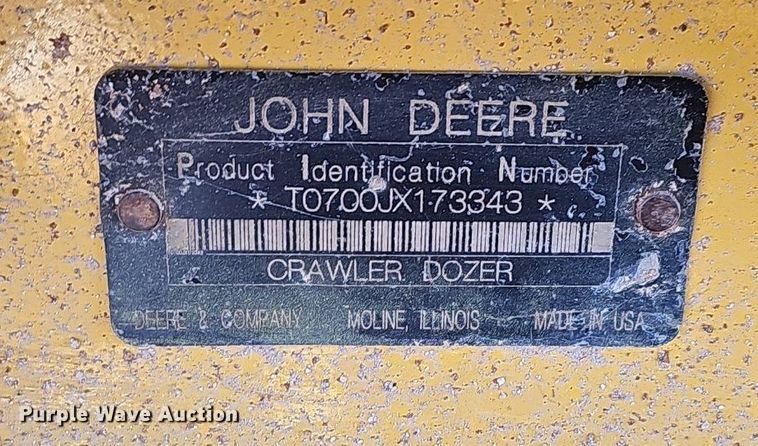 JOHN DEERE
Product Identification Number
* T0700JX173343 *
CRAWLER DOZER
DEERE & COMPANY MOLINE, ILLINOIS MADE IN USA
Purple Wave Auction